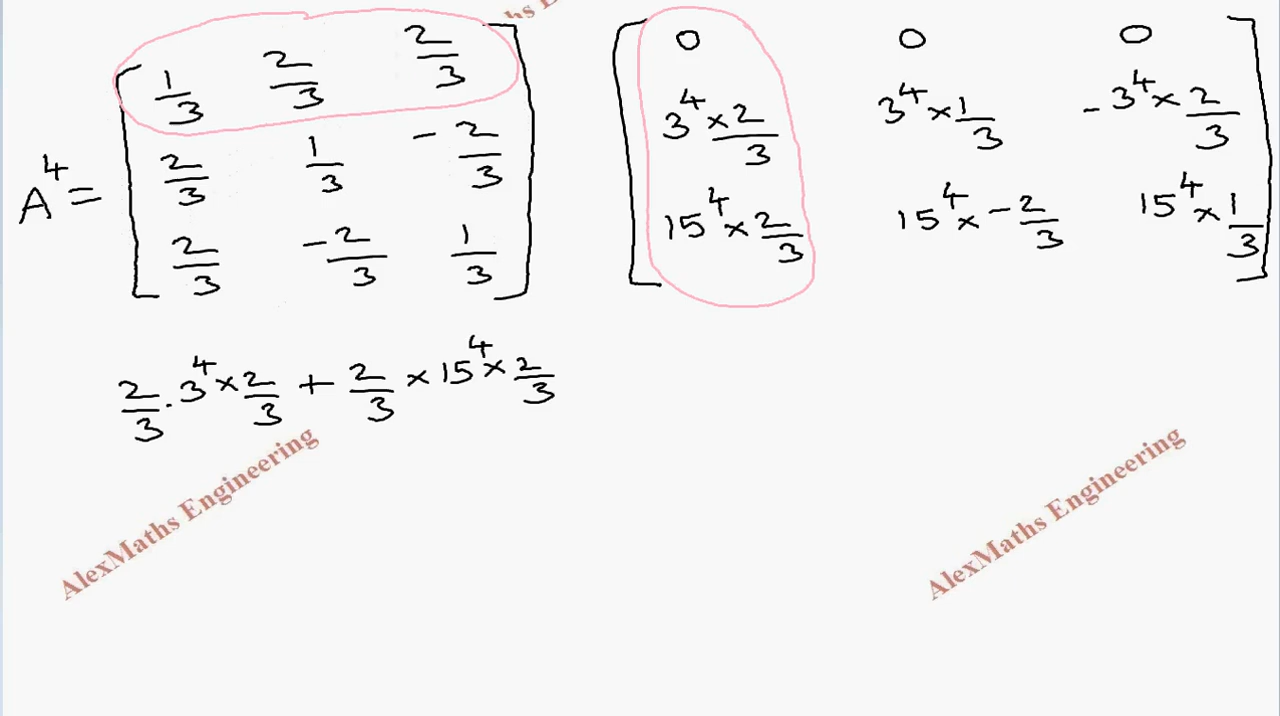 hs Eng
1/3 2/3 2/3 0 0 0
2/3 1/3 -2/3 3^4 × 2/3 3^4 × 1/3 -3^4 × 2/3
A^4 =
2/3 -2/3 1/3 15^4 × 2/3 15^4 × -2/3 15^4 × 1/3
2/3 . 3^4 × 2/3 + 2/3 × 15^4 × 2/3
AlexMaths Engineering
AlexMaths Engineering